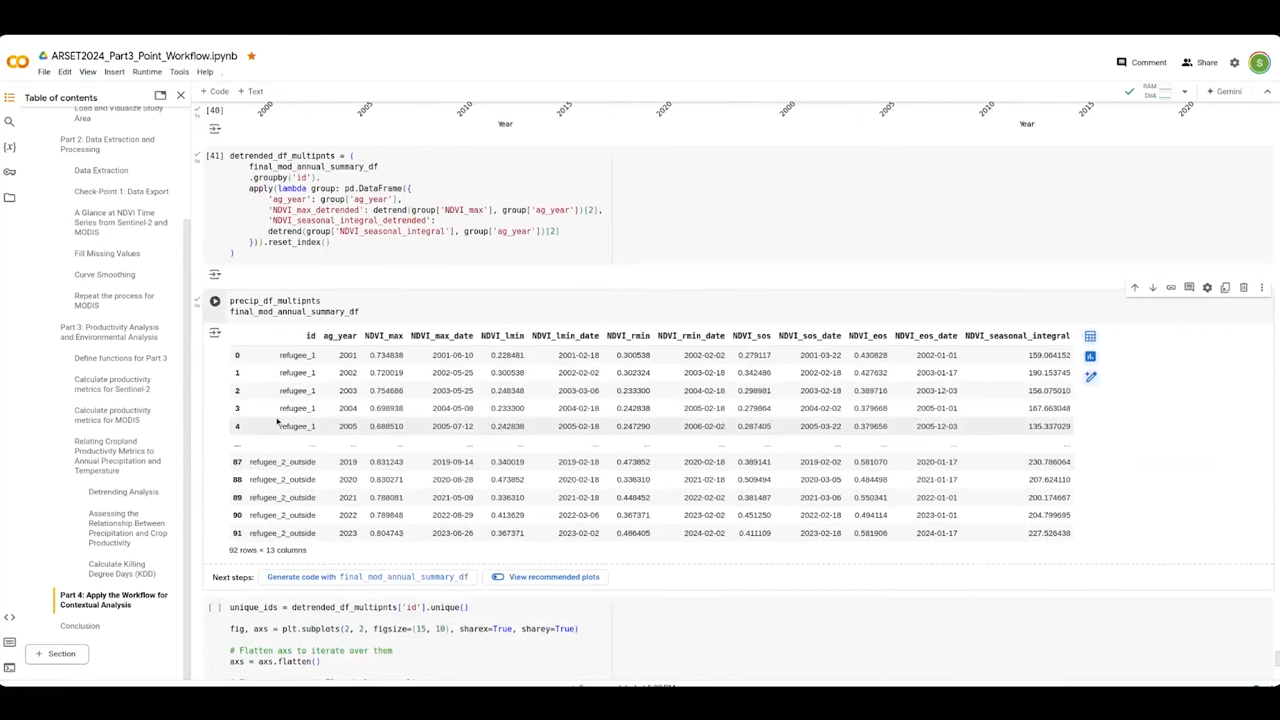 ARSET2024_Part3_Point_Workflow.ipynb
File Edit View Insert Runtime Tools Help
Comment Share S
Table of contents
+ Code + Text
RAM
Disk
Gemini
Load and Visualize Study
Area
Part 2: Data Extraction and
Processing
Data Extraction
Check-Point 1: Data Export
A Glance at NDVI Time
Series from Sentinel-2 and
MODIS
Fill Missing Values
Curve Smoothing
Repeat the process for
MODIS
Part 3: Productivity Analysis
and Environmental Analysis
Define functions for Part 3
Calculate productivity
metrics for Sentinel-2
Calculate productivity
metrics for MODIS
Relating Cropland
Productivity Metrics to
Annual Precipitation and
Temperature
Detrending Analysis
Assessing the
Relationship Between
Precipitation and Crop
Productivity
Calculate Killing
Degree Days (KDD)
Part 4: Apply the Workflow for
Contextual Analysis
Conclusion
+ Section
[40]
2000 2005 2010 2015 2020 2000 2005 2010 2015 2020
Year Year
[41] detrended_df_multipnts = (
final_mod_annual_summary_df
.groupby('id').
apply(lambda group: pd.DataFrame({
'ag_year': group['ag_year'],
'NDVI_max_detrended': detrend(group['NDVI_max'], group['ag_year'])[2],
'NDVI_seasonal_integral_detrended':
detrend(group['NDVI_seasonal_integral'], group['ag_year'])[2]
})).reset_index()
)
precip_df_multipnts
final_mod_annual_summary_df
id ag_year NDVI_max NDVI_max_date NDVI_lmin NDVI_lmin_date NDVI_rmin NDVI_rmin_date NDVI_sos NDVI_sos_date NDVI_eos NDVI_eos_date NDVI_seasonal_integral
0 refugee_1 2001 0.734838 2001-06-10 0.228481 2001-02-18 0.300538 2002-02-02 0.279117 2001-03-22 0.430828 2002-01-01 159.064152
1 refugee_1 2002 0.720019 2002-05-25 0.300538 2002-02-02 0.302324 2003-02-18 0.342486 2002-02-18 0.427632 2003-01-17 190.153745
2 refugee_1 2003 0.754686 2003-05-25 0.248348 2003-03-06 0.233300 2004-02-18 0.298981 2003-02-18 0.389716 2003-12-03 156.075010
3 refugee_1 2004 0.698938 2004-05-08 0.233300 2004-02-18 0.242838 2005-02-18 0.279864 2004-02-02 0.379668 2005-01-01 167.663048
4 refugee_1 2005 0.688510 2005-07-12 0.242838 2005-02-18 0.247290 2006-02-02 0.287405 2005-03-22 0.379656 2005-12-03 135.337029
... ... ... ... ... ... ... ... ... ... ... ... ... ...
87 refugee_2_outside 2019 0.831243 2019-09-14 0.340019 2019-02-18 0.473852 2020-02-18 0.389141 2019-02-02 0.581070 2020-01-17 230.786064
88 refugee_2_outside 2020 0.830271 2020-08-28 0.473852 2020-02-18 0.336310 2021-02-18 0.509494 2020-03-05 0.484498 2021-01-17 207.624110
89 refugee_2_outside 2021 0.788081 2021-05-09 0.336310 2021-02-18 0.448452 2022-02-02 0.381487 2021-03-06 0.550341 2022-01-01 200.174667
90 refugee_2_outside 2022 0.789848 2022-08-29 0.413629 2022-03-06 0.367371 2023-02-02 0.451250 2022-02-18 0.494114 2023-01-01 204.799695
91 refugee_2_outside 2023 0.804743 2023-06-26 0.367371 2023-02-02 0.486405 2024-02-02 0.411109 2023-02-18 0.581906 2024-01-17 227.526438
92 rows × 13 columns
Next steps: Generate code with final_mod_annual_summary_df View recommended plots
[ ] unique_ids = detrended_df_multipnts['id'].unique()
fig, axs = plt.subplots(2, 2, figsize=(15, 10), sharex=True, sharey=True)
# Flatten axs to iterate over them
axs = axs.flatten()